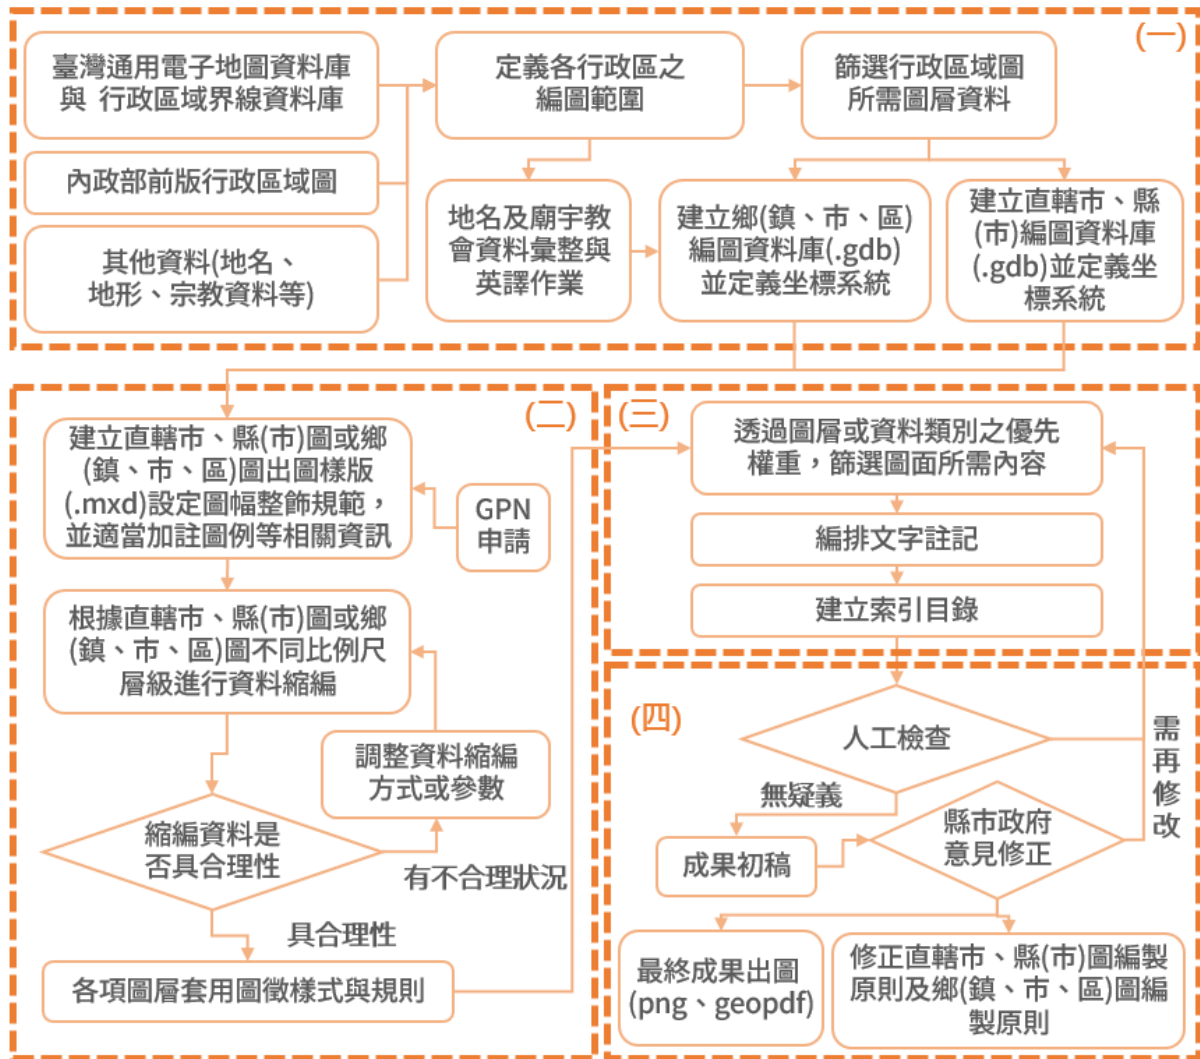 (一)
臺灣通用電子地圖資料庫
與 行政區域界線資料庫
定義各行政區之
編圖範圍
篩選行政區域圖
所需圖層資料
內政部前版行政區域圖
其他資料(地名、
地形、宗教資料等)
地名及廟宇教
會資料彙整與
英譯作業
建立鄉(鎮、市、區)
編圖資料庫(.gdb)
並定義坐標系統
建立直轄市、縣
(市)編圖資料庫
(.gdb)並定義坐
標系統
(二)
建立直轄市、縣(市)圖或鄉
(鎮、市、區)圖出圖樣版
(.mxd)設定圖幅整飾規範，
並適當加註圖例等相關資訊
GPN
申請
根據直轄市、縣(市)圖或鄉
(鎮、市、區)圖不同比例尺
層級進行資料縮編
調整資料縮編
方式或參數
縮編資料是
否具合理性
有不合理狀況
具合理性
各項圖層套用圖徵樣式與規則
(三)
透過圖層或資料類別之優先
權重，篩選圖面所需內容
編排文字註記
建立索引目錄
(四)
人工檢查
需
再
修
改
無疑義
成果初稿
縣市政府
意見修正
最終成果出圖
(png、geopdf)
修正直轄市、縣(市)圖編製
原則及鄉(鎮、市、區)圖編
製原則